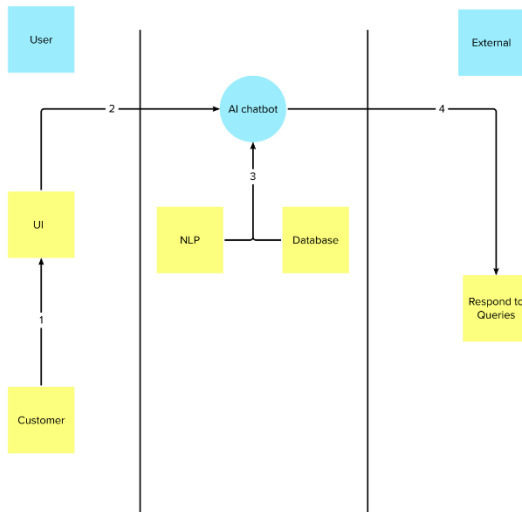 User
External
2
AI chatbot
4
3
UI
NLP
Database
Respond to
Queries
1
Customer